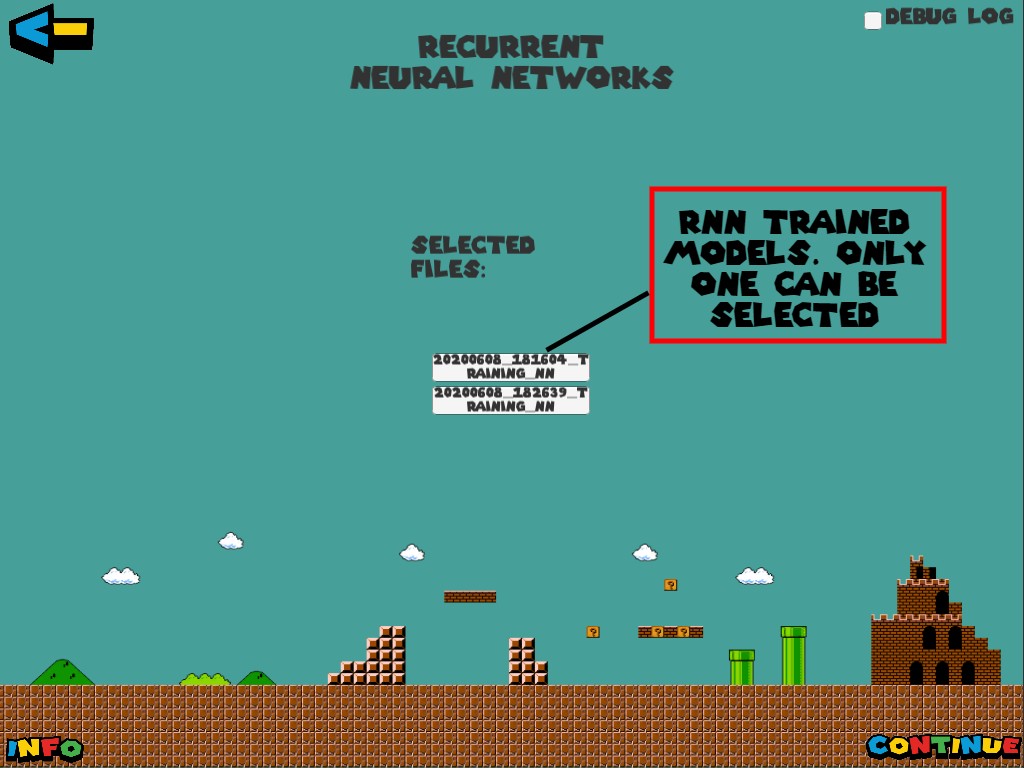 DEBUG LOG
RECURRENT
NEURAL NETWORKS
RNN TRAINED
MODELS. ONLY
ONE CAN BE
SELECTED
SELECTED
FILES:
20200608_181604_T
RAINING_NN
20200608_182639_T
RAINING_NN
?
? ?
?
INFO
CONTINUE